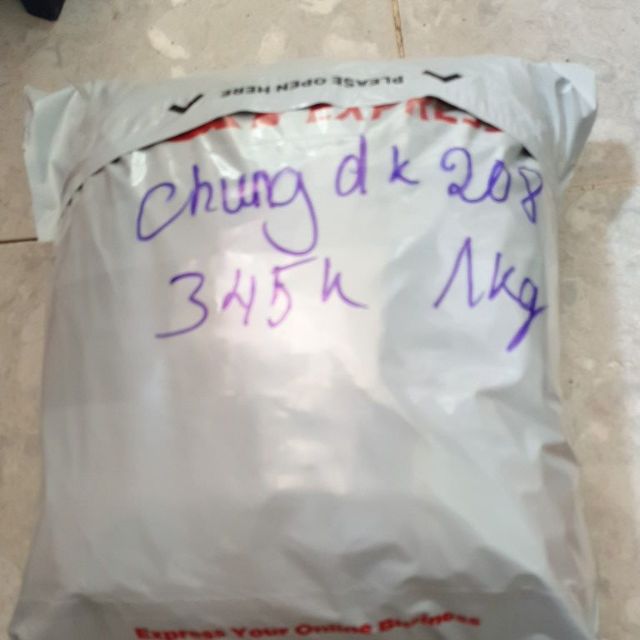 PLEASE OPEN HERE
Chung dk 208
345k 1kg
Express Your Online Business